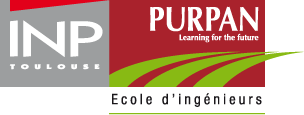 INP
TOULOUSE
PURPAN
Learning for the future
Ecole d'ingénieurs